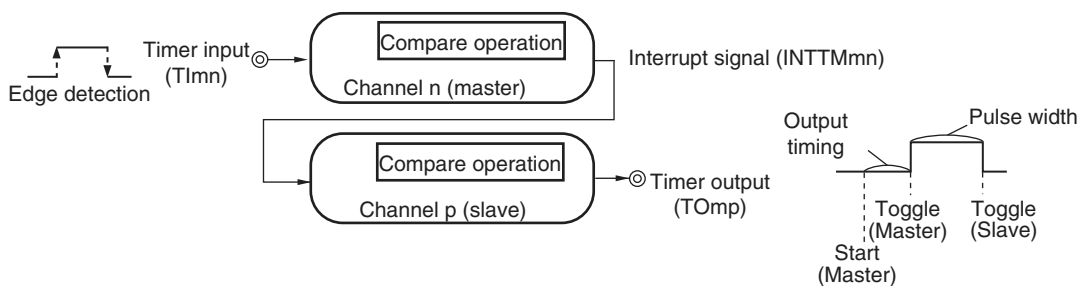 Compare operation
Timer input
(TImn)
Edge detection
Channel n (master)
Interrupt signal (INTTMmn)
Compare operation
Channel p (slave)
Timer output
(TOmp)
Output
timing
Pulse width
Toggle
(Master)
Toggle
(Slave)
Start
(Master)